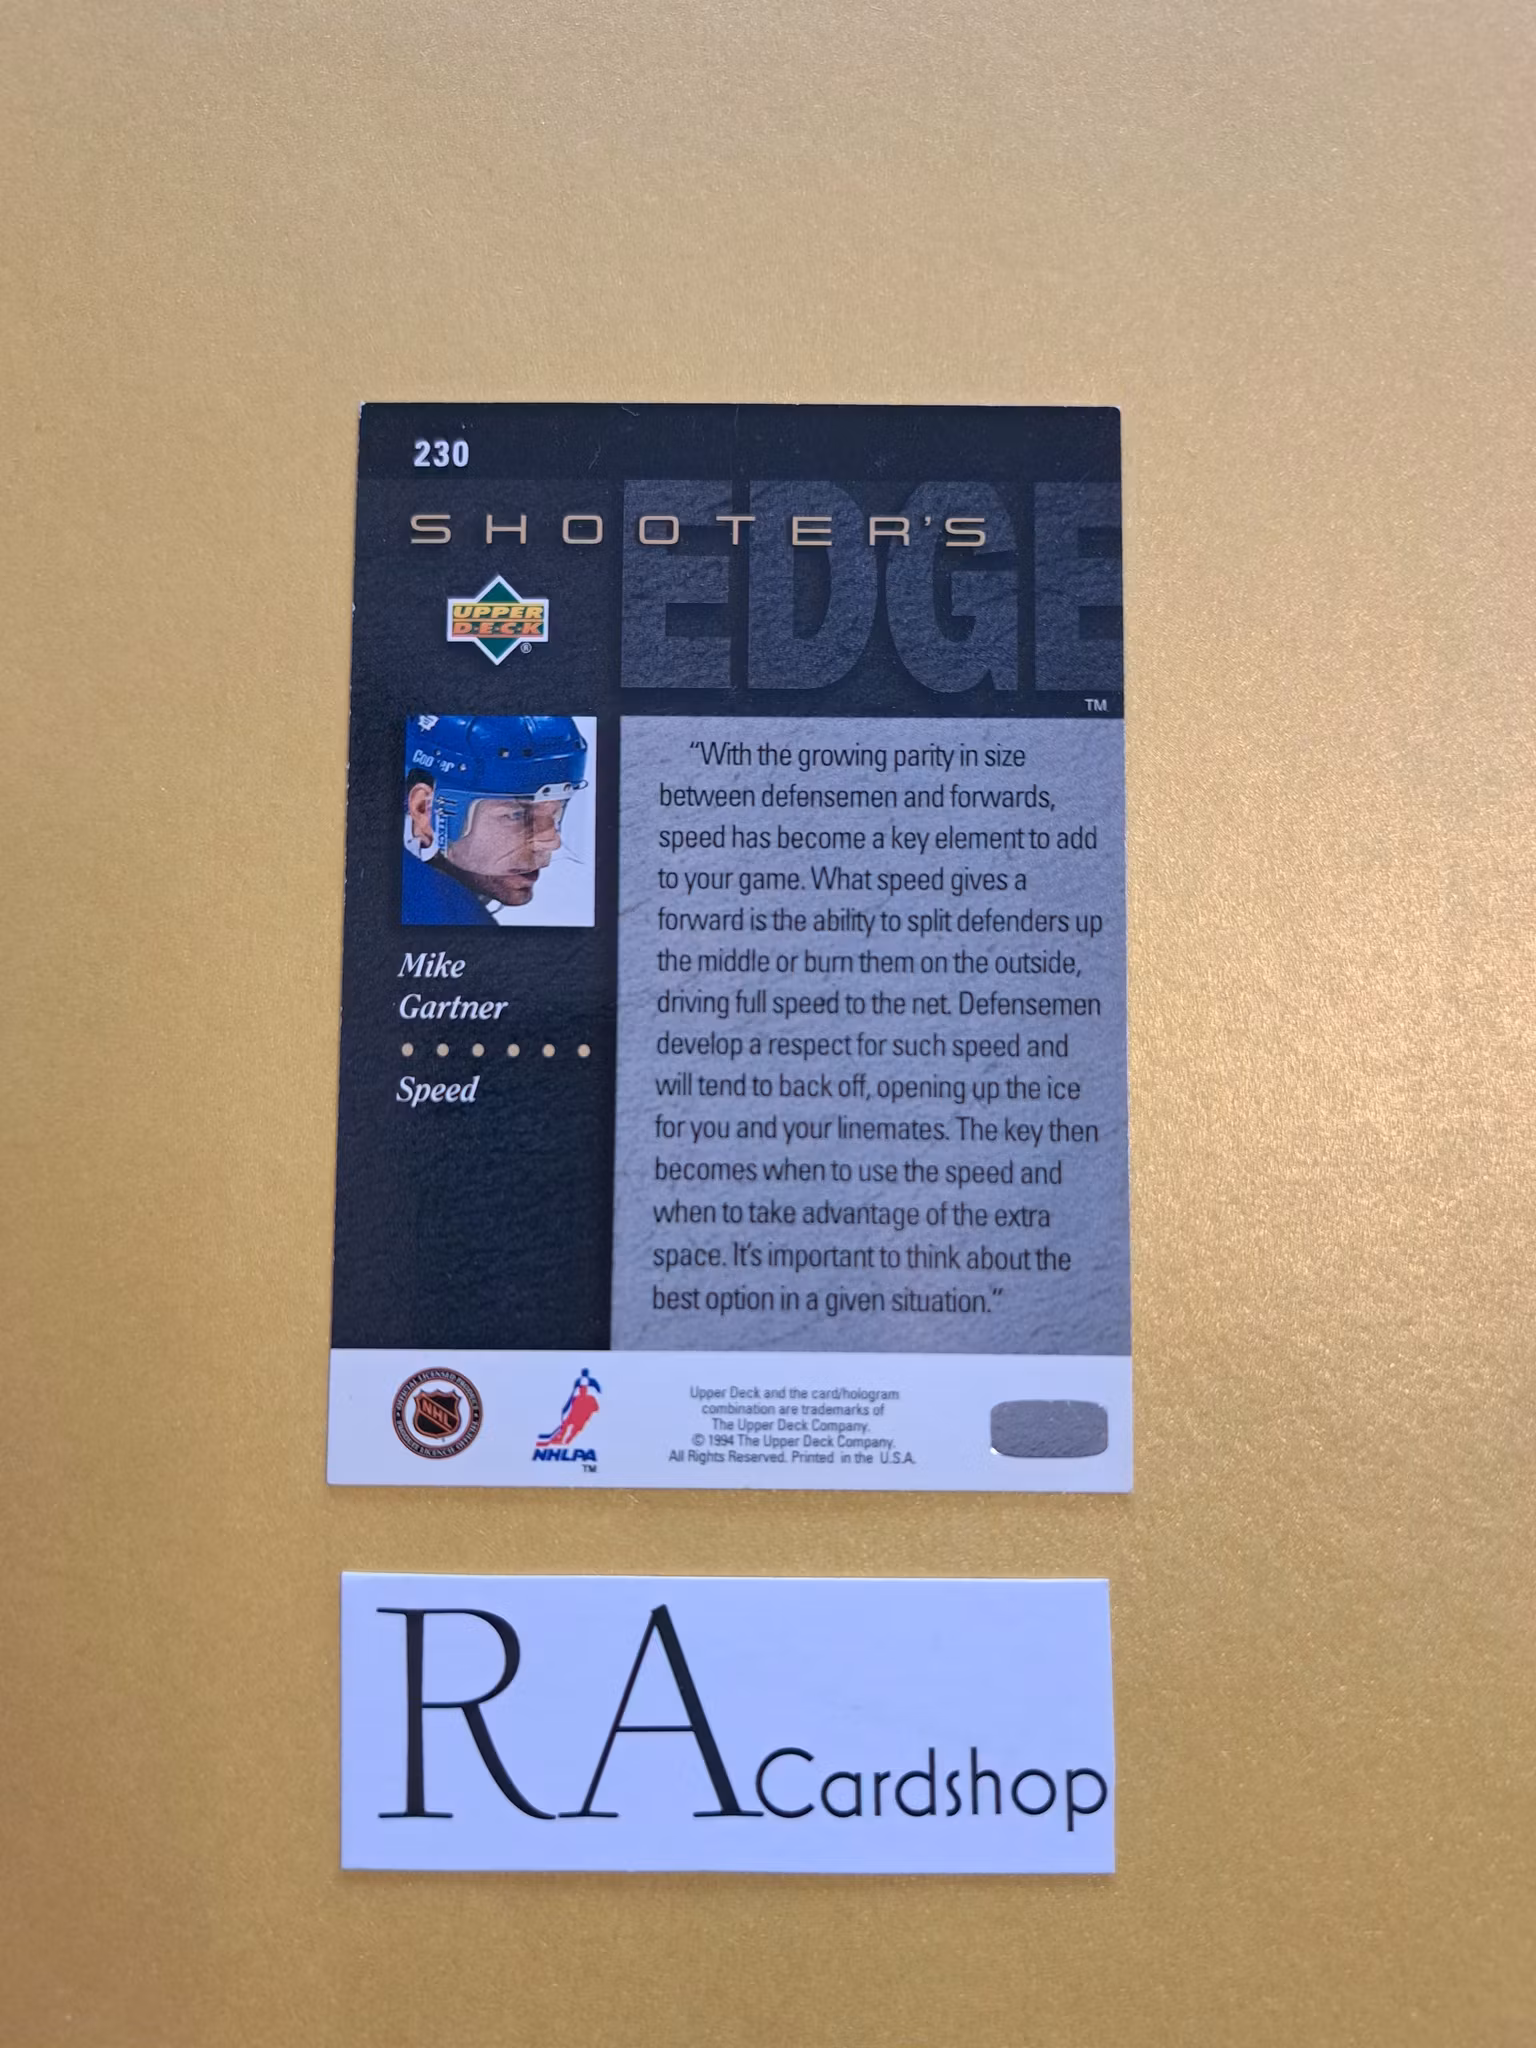 230
SHOOTER'S
EDGE
TM
UPPER
D·E·C·K
®
Mike
Gartner
Speed
“With the growing parity in size
between defensemen and forwards,
speed has become a key element to add
to your game. What speed gives a
forward is the ability to split defenders up
the middle or burn them on the outside,
driving full speed to the net. Defensemen
develop a respect for such speed and
will tend to back off, opening up the ice
for you and your linemates. The key then
becomes when to use the speed and
when to take advantage of the extra
space. It's important to think about the
best option in a given situation.”
NHL
NHLPA
TM
Upper Deck and the card/hologram
combination are trademarks of
The Upper Deck Company.
© 1994 The Upper Deck Company.
All Rights Reserved. Printed in the U.S.A.
RA Cardshop